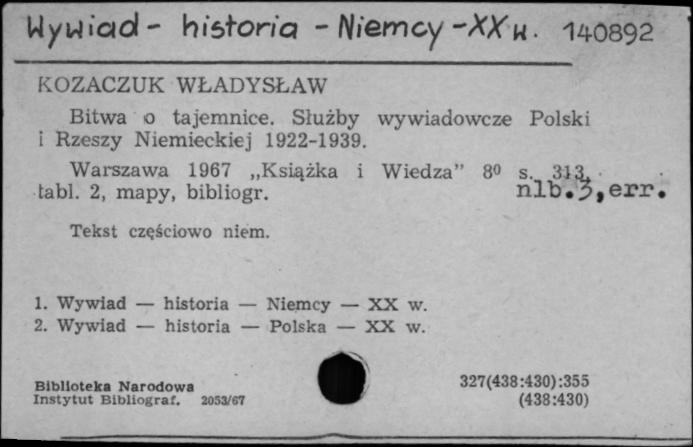 Wywiad - historia - Niemcy - XX w. 140892
KOZACZUK WŁADYSŁAW
Bitwa o tajemnice. Służby wywiadowcze Polski
i Rzeszy Niemieckiej 1922-1939.
Warszawa 1967 „Książka i Wiedza” 8⁰ s. 313,
tabl. 2, mapy, bibliogr. nlb.3, err.
Tekst częściowo niem.
1. Wywiad — historia — Niemcy — XX w.
2. Wywiad — historia — Polska — XX w.
Biblioteka Narodowa 327(438:430):355
Instytut Bibliograf. 2053/67 (438:430)